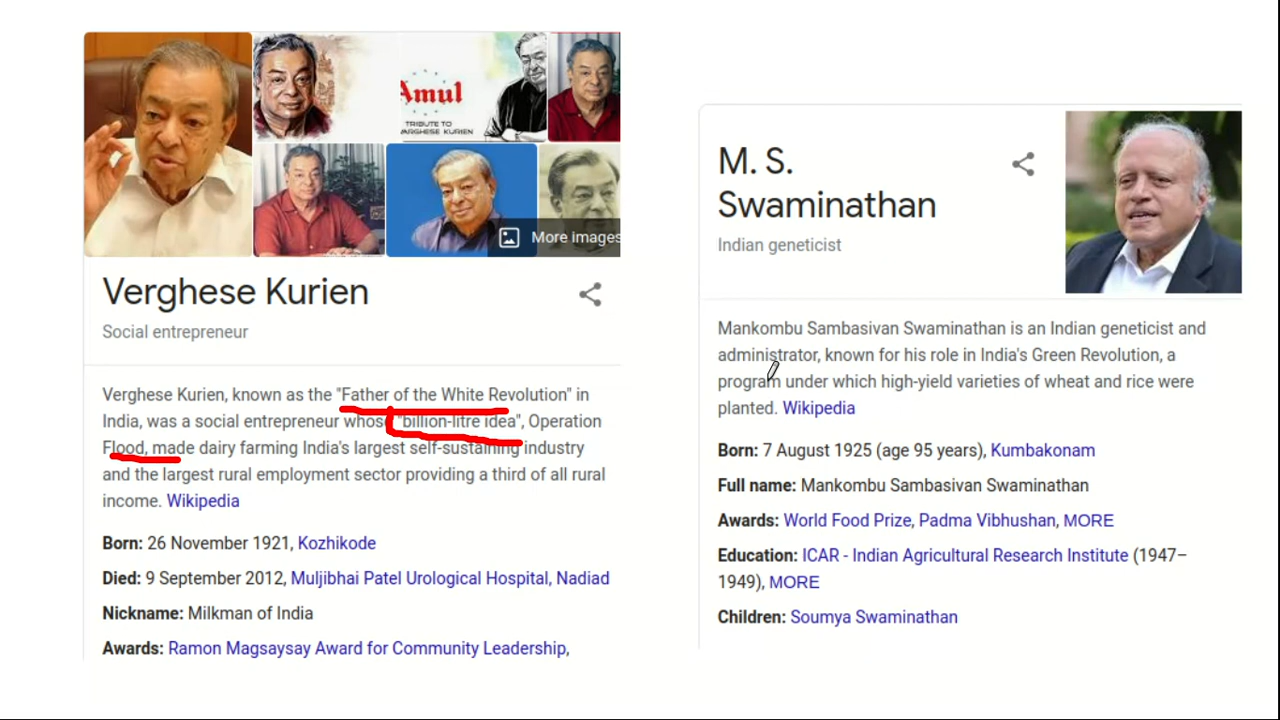 Amul
TRIBUTE TO
VARGHESE KURIEN
More images
Verghese Kurien
Social entrepreneur
Verghese Kurien, known as the "Father of the White Revolution" in
India, was a social entrepreneur whose "billion-litre idea", Operation
Flood, made dairy farming India's largest self-sustaining industry
and the largest rural employment sector providing a third of all rural
income. Wikipedia
Born: 26 November 1921, Kozhikode
Died: 9 September 2012, Muljibhai Patel Urological Hospital, Nadiad
Nickname: Milkman of India
Awards: Ramon Magsaysay Award for Community Leadership,
M. S.
Swaminathan
Indian geneticist
Mankombu Sambasivan Swaminathan is an Indian geneticist and
administrator, known for his role in India's Green Revolution, a
program under which high-yield varieties of wheat and rice were
planted. Wikipedia
Born: 7 August 1925 (age 95 years), Kumbakonam
Full name: Mankombu Sambasivan Swaminathan
Awards: World Food Prize, Padma Vibhushan, MORE
Education: ICAR - Indian Agricultural Research Institute (1947–
1949), MORE
Children: Soumya Swaminathan